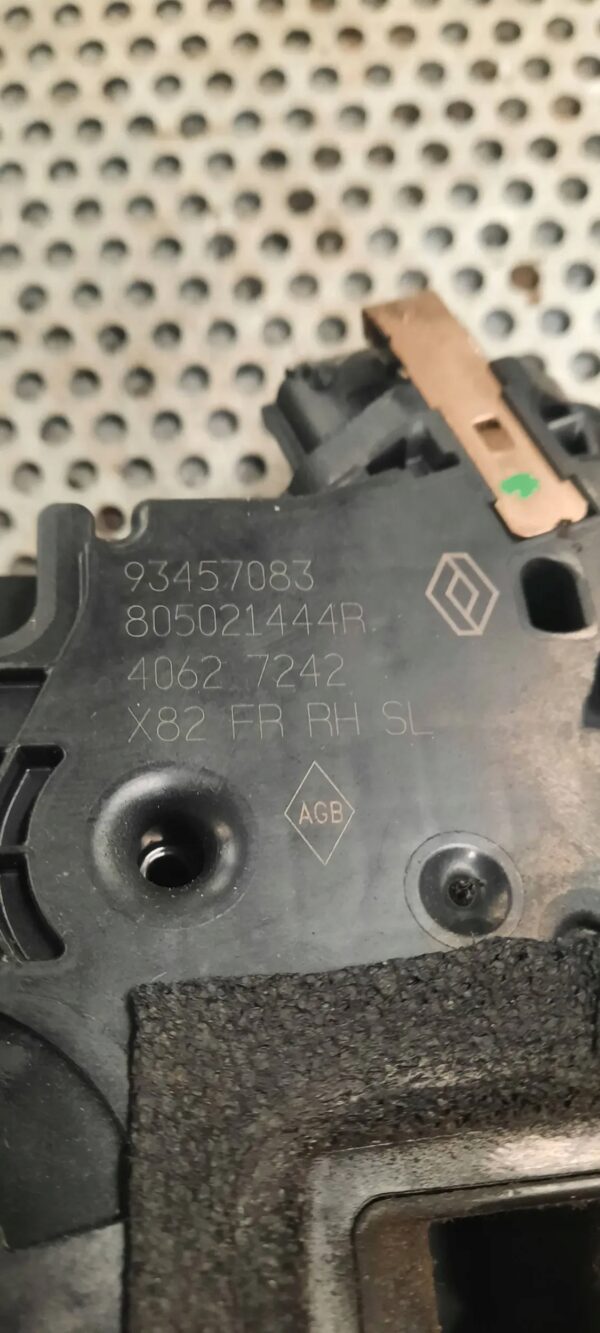 93457083
805021444R
4062 7242
X82 FR RH SL
AGB